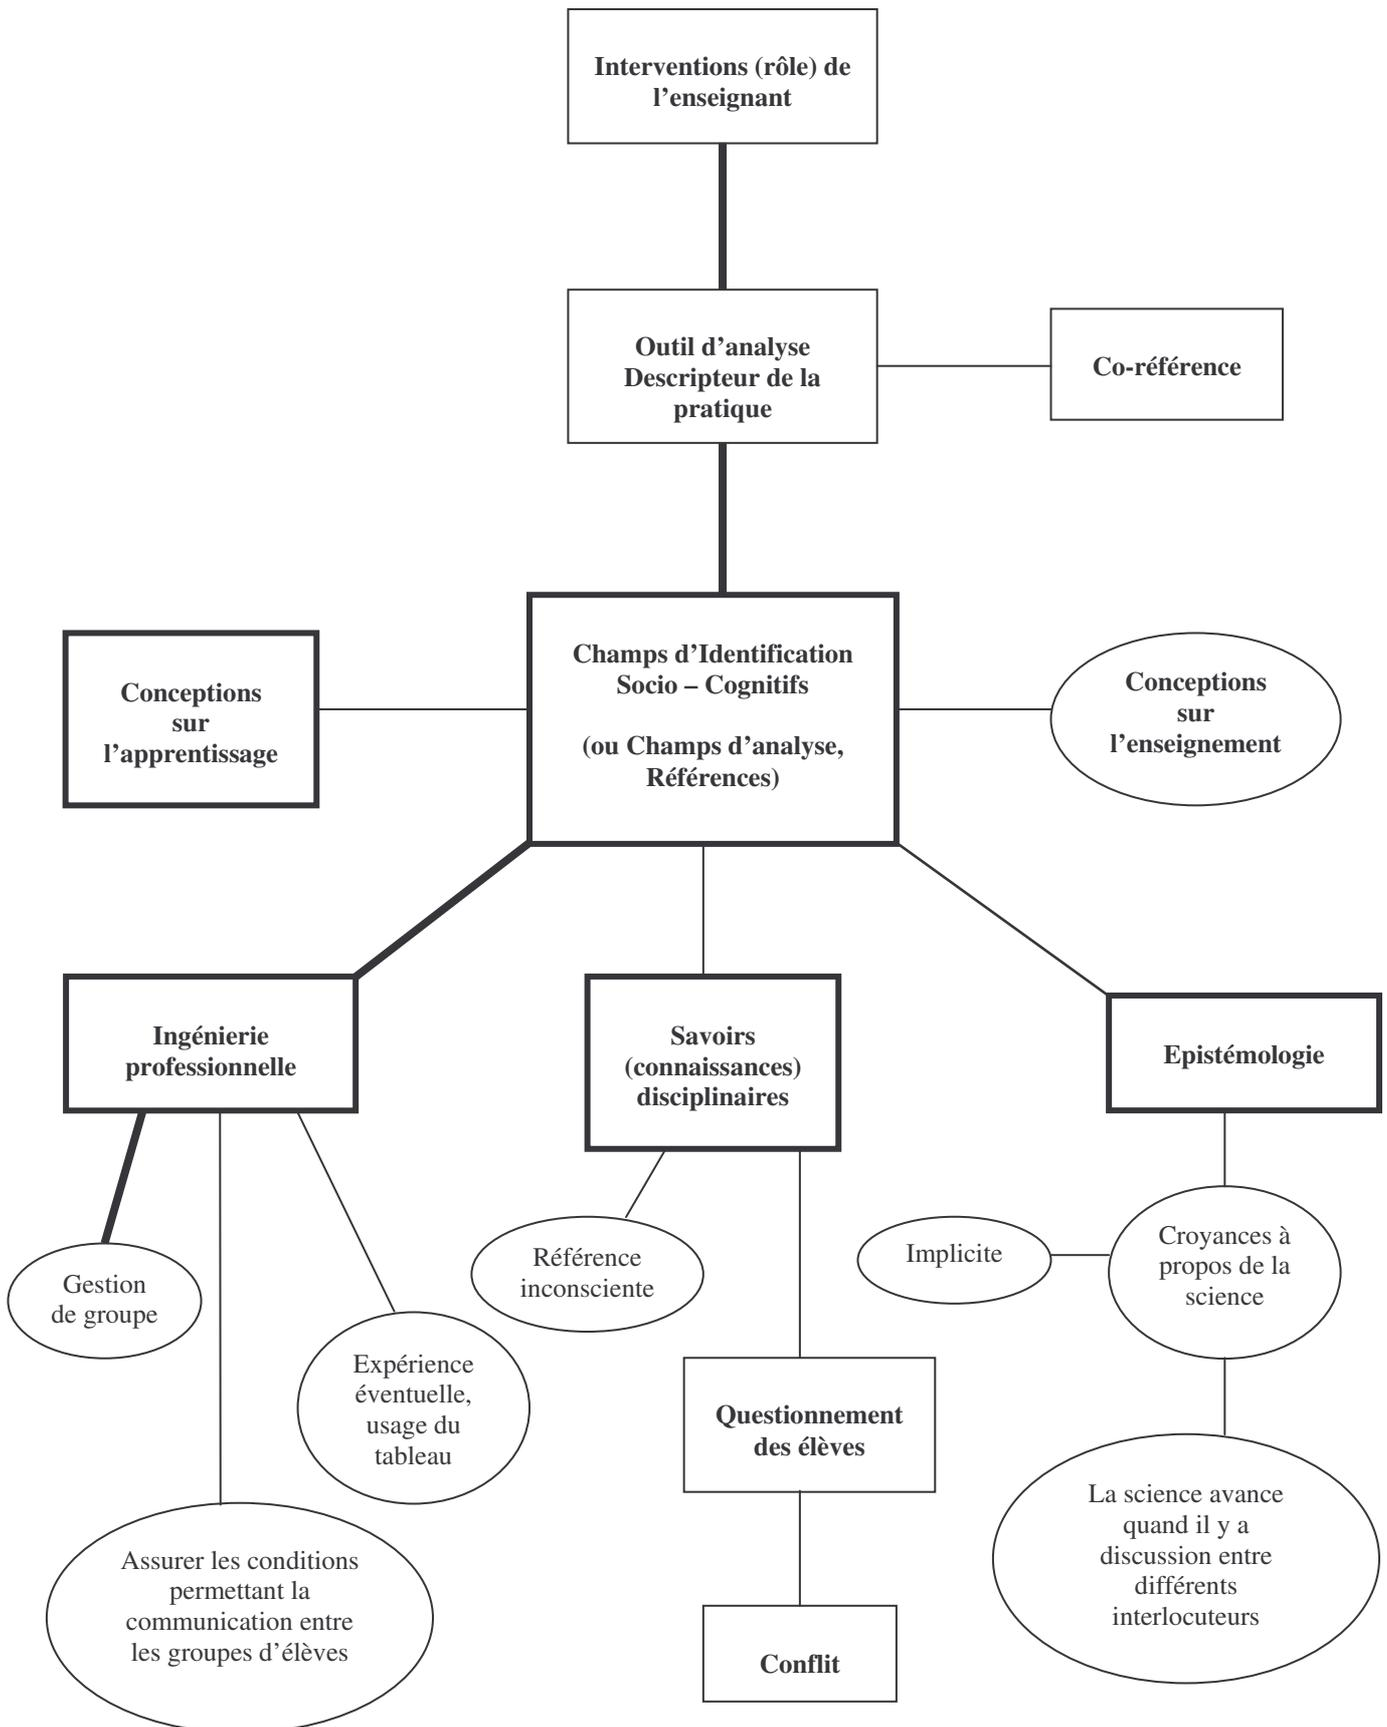 Interventions (rôle) de
l’enseignant
Outil d’analyse
Descripteur de la
pratique
Co-référence
Conceptions
sur
l’apprentissage
Champs d’Identification
Socio – Cognitifs
(ou Champs d’analyse,
Références)
Conceptions
sur
l’enseignement
Ingénierie
professionnelle
Savoirs
(connaissances)
disciplinaires
Epistémologie
Gestion
de groupe
Référence
inconsciente
Implicite
Croyances à
propos de la
science
Expérience
éventuelle,
usage du
tableau
Questionnement
des élèves
Assurer les conditions
permettant la
communication entre
les groupes d’élèves
Conflit
La science avance
quand il y a
discussion entre
différents
interlocuteurs